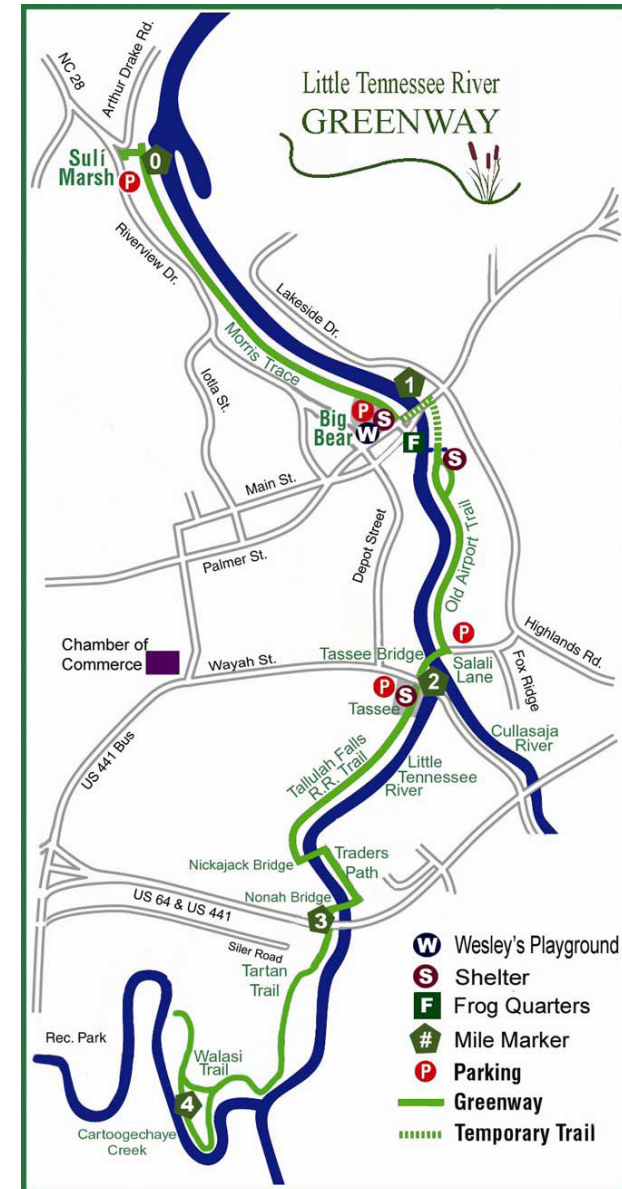 Little Tennessee River
GREENWAY
NC 28
Arthur Drake Rd.
Sulí
Marsh
P
0
Riverview Dr.
Lakeside Dr.
Morris Trace
Iotla St.
1
Big
Bear
P
S
W
F
S
Main St.
Palmer St.
Depot Street
Old Airport Trail
Chamber of
Commerce
Wayah St.
Tassee Bridge
P
Salali
Lane
Highlands Rd.
Fox Ridge
P
S
Tassee
2
Cullasaja
River
US 441 Bus
Tallulah Falls
R.R. Trail
Little
Tennessee
River
Nickajack Bridge
Traders
Path
Nonah Bridge
US 64 & US 441
3
Siler Road
Tartan
Trail
Rec. Park
Walasi
Trail
4
Cartoogechaye
Creek
W Wesley's Playground
S Shelter
F Frog Quarters
# Mile Marker
P Parking
Greenway
Temporary Trail